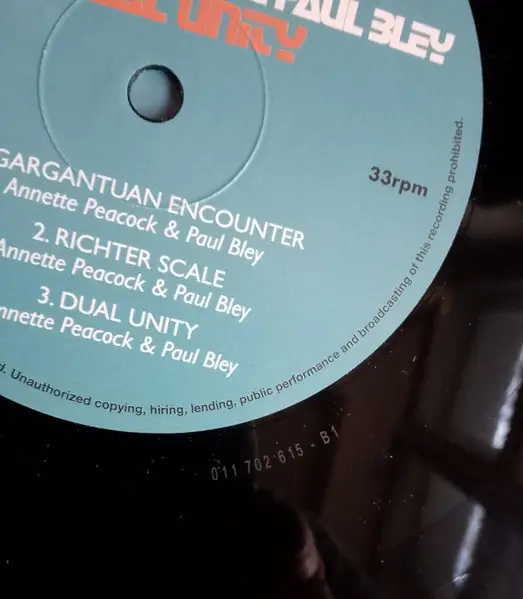 PAUL BLEY
UNITY
GARGANTUAN ENCOUNTER
Annette Peacock & Paul Bley
2. RICHTER SCALE
Annette Peacock & Paul Bley
3. DUAL UNITY
Annette Peacock & Paul Bley
33rpm
Unauthorized copying, hiring, lending, public performance and broadcasting of this recording prohibited.
011 702 615 - B1